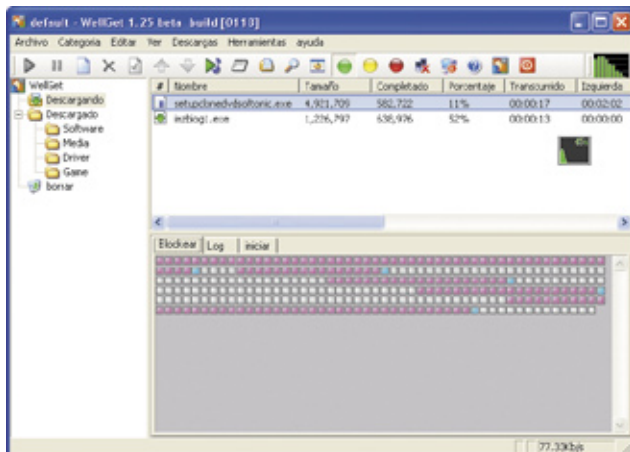 default - WellGet 1.25 beta build [0118]
Archivo Categoria Editar Ver Descargas Herramientas ayuda
WellGet
Descargando
Descargado
Software
Media
Driver
Game
borrar
# Nombre Tamaño Completado Porcentaje Transcurrido Izquierda
setupclonedvdsoftonic.exe 4,921,709 582,722 11% 00:00:17 00:02:02
1,226,797 638,976 52% 00:00:13 00:00:00
Blockear Log iniciar
77.33Kb/s